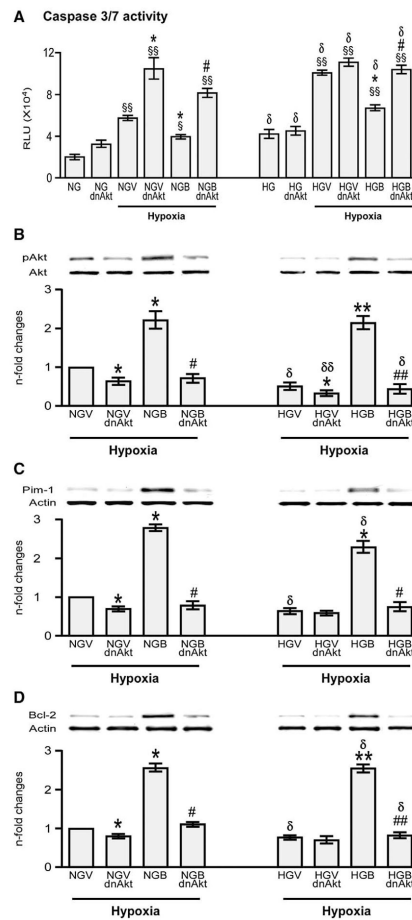 A Caspase 3/7 activity
RLU (X10⁴)
12
8
4
0
* §§
§§
* §
# §§
δ
δ
δ §§
δ §§
δ * §§
δ # §§
NG
NG dnAkt
NGV
NGV dnAkt
NGB
NGB dnAkt
HG
HG dnAkt
HGV
HGV dnAkt
HGB
HGB dnAkt
Hypoxia
Hypoxia
B
pAkt
Akt
n-fold changes
3
2
1
0
*
*
#
δ
δδ *
**
δ ##
NGV
NGV dnAkt
NGB
NGB dnAkt
HGV
HGV dnAkt
HGB
HGB dnAkt
Hypoxia
Hypoxia
C
Pim-1
Actin
n-fold changes
3
2
1
0
*
*
#
δ
δ *
#
NGV
NGV dnAkt
NGB
NGB dnAkt
HGV
HGV dnAkt
HGB
HGB dnAkt
Hypoxia
Hypoxia
D
Bcl-2
Actin
n-fold changes
3
2
1
0
*
*
#
δ
δ **
δ ##
NGV
NGV dnAkt
NGB
NGB dnAkt
HGV
HGV dnAkt
HGB
HGB dnAkt
Hypoxia
Hypoxia